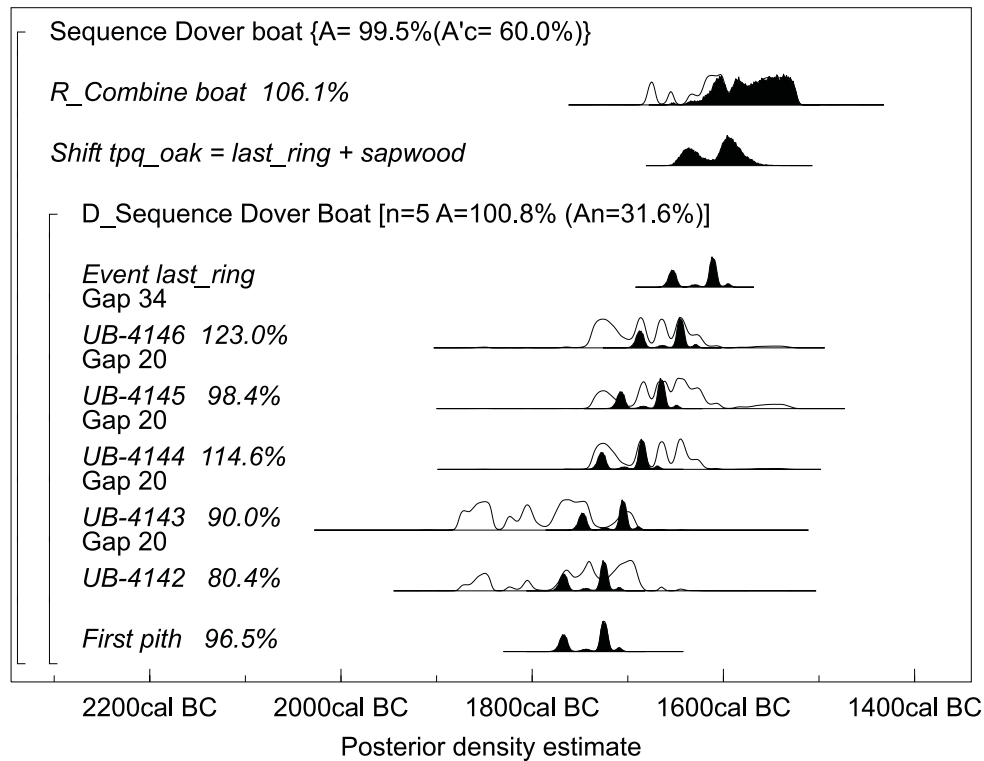 Sequence Dover boat {A= 99.5%(A'c= 60.0%)}
R_Combine boat 106.1%
Shift tpq_oak = last_ring + sapwood
D_Sequence Dover Boat [n=5 A=100.8% (An=31.6%)]
Event last_ring
Gap 34
UB-4146 123.0%
Gap 20
UB-4145 98.4%
Gap 20
UB-4144 114.6%
Gap 20
UB-4143 90.0%
Gap 20
UB-4142 80.4%
First pith 96.5%
2200cal BC 2000cal BC 1800cal BC 1600cal BC 1400cal BC
Posterior density estimate